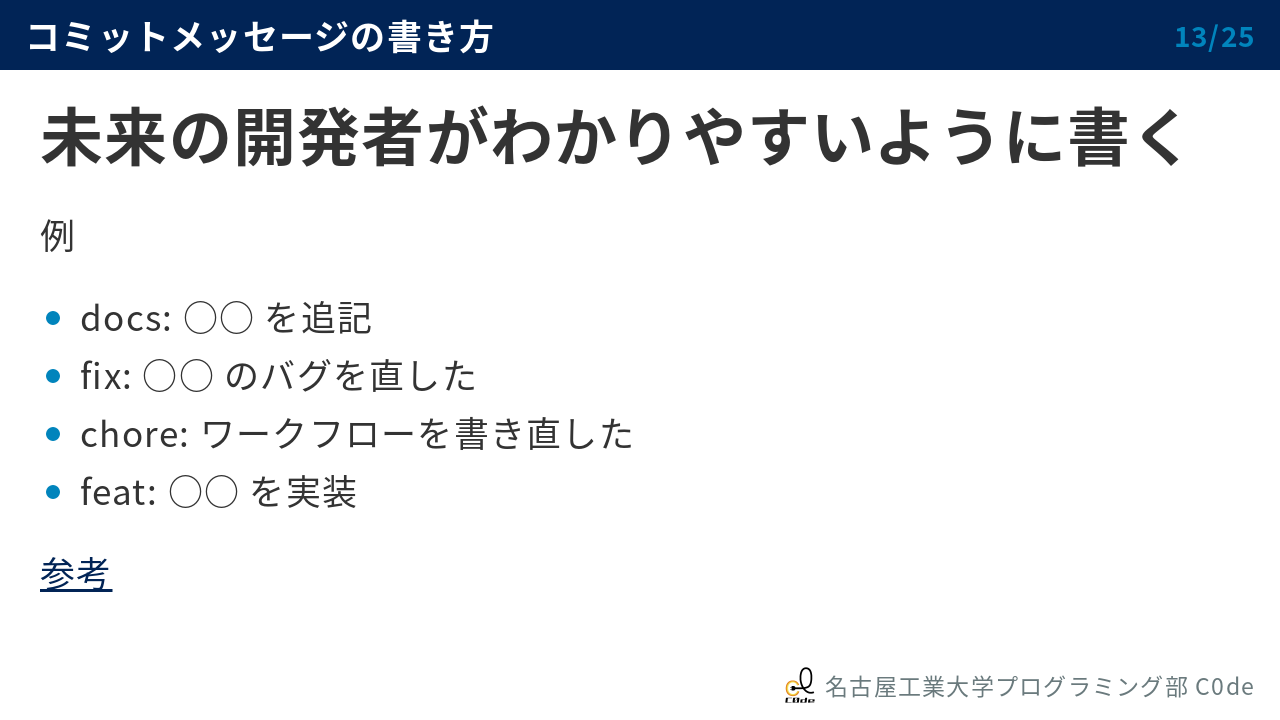 コミットメッセージの書き方
13/25
未来の開発者がわかりやすいように書く
例
docs: 〇〇 を追記
fix: 〇〇 のバグを直した
chore: ワークフローを書き直した
feat: 〇〇 を実装
参考
C0de
名古屋工業大学プログラミング部 C0de